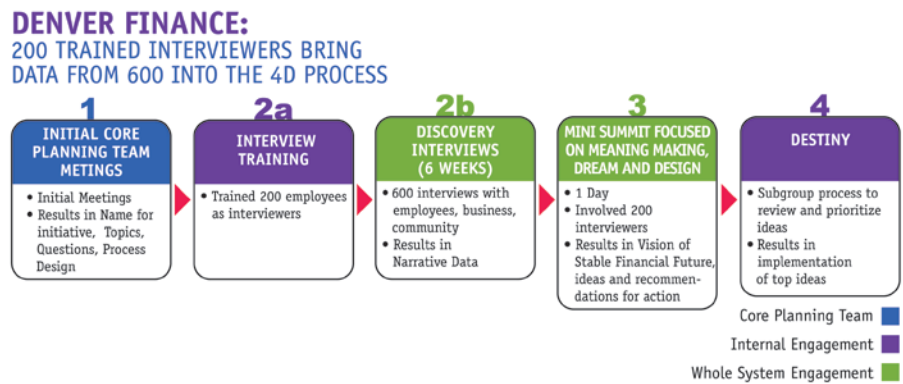 DENVER FINANCE:
200 TRAINED INTERVIEWERS BRING
DATA FROM 600 INTO THE 4D PROCESS
1
INITIAL CORE
PLANNING TEAM
METINGS
• Initial Meetings
• Results in Name for
initiative, Topics,
Questions, Process
Design
2a
INTERVIEW
TRAINING
• Trained 200 employees
as interviewers
2b
DISCOVERY
INTERVIEWS
(6 WEEKS)
• 600 interviews with
employees, business,
community
• Results in
Narrative Data
3
MINI SUMMIT FOCUSED
ON MEANING MAKING,
DREAM AND DESIGN
• 1 Day
• Involved 200
interviewers
• Results in Vision of
Stable Financial Future,
ideas and recommen-
dations for action
4
DESTINY
• Subgroup process to
review and prioritize
ideas
• Results in
implementation
of top ideas
Core Planning Team
Internal Engagement
Whole System Engagement